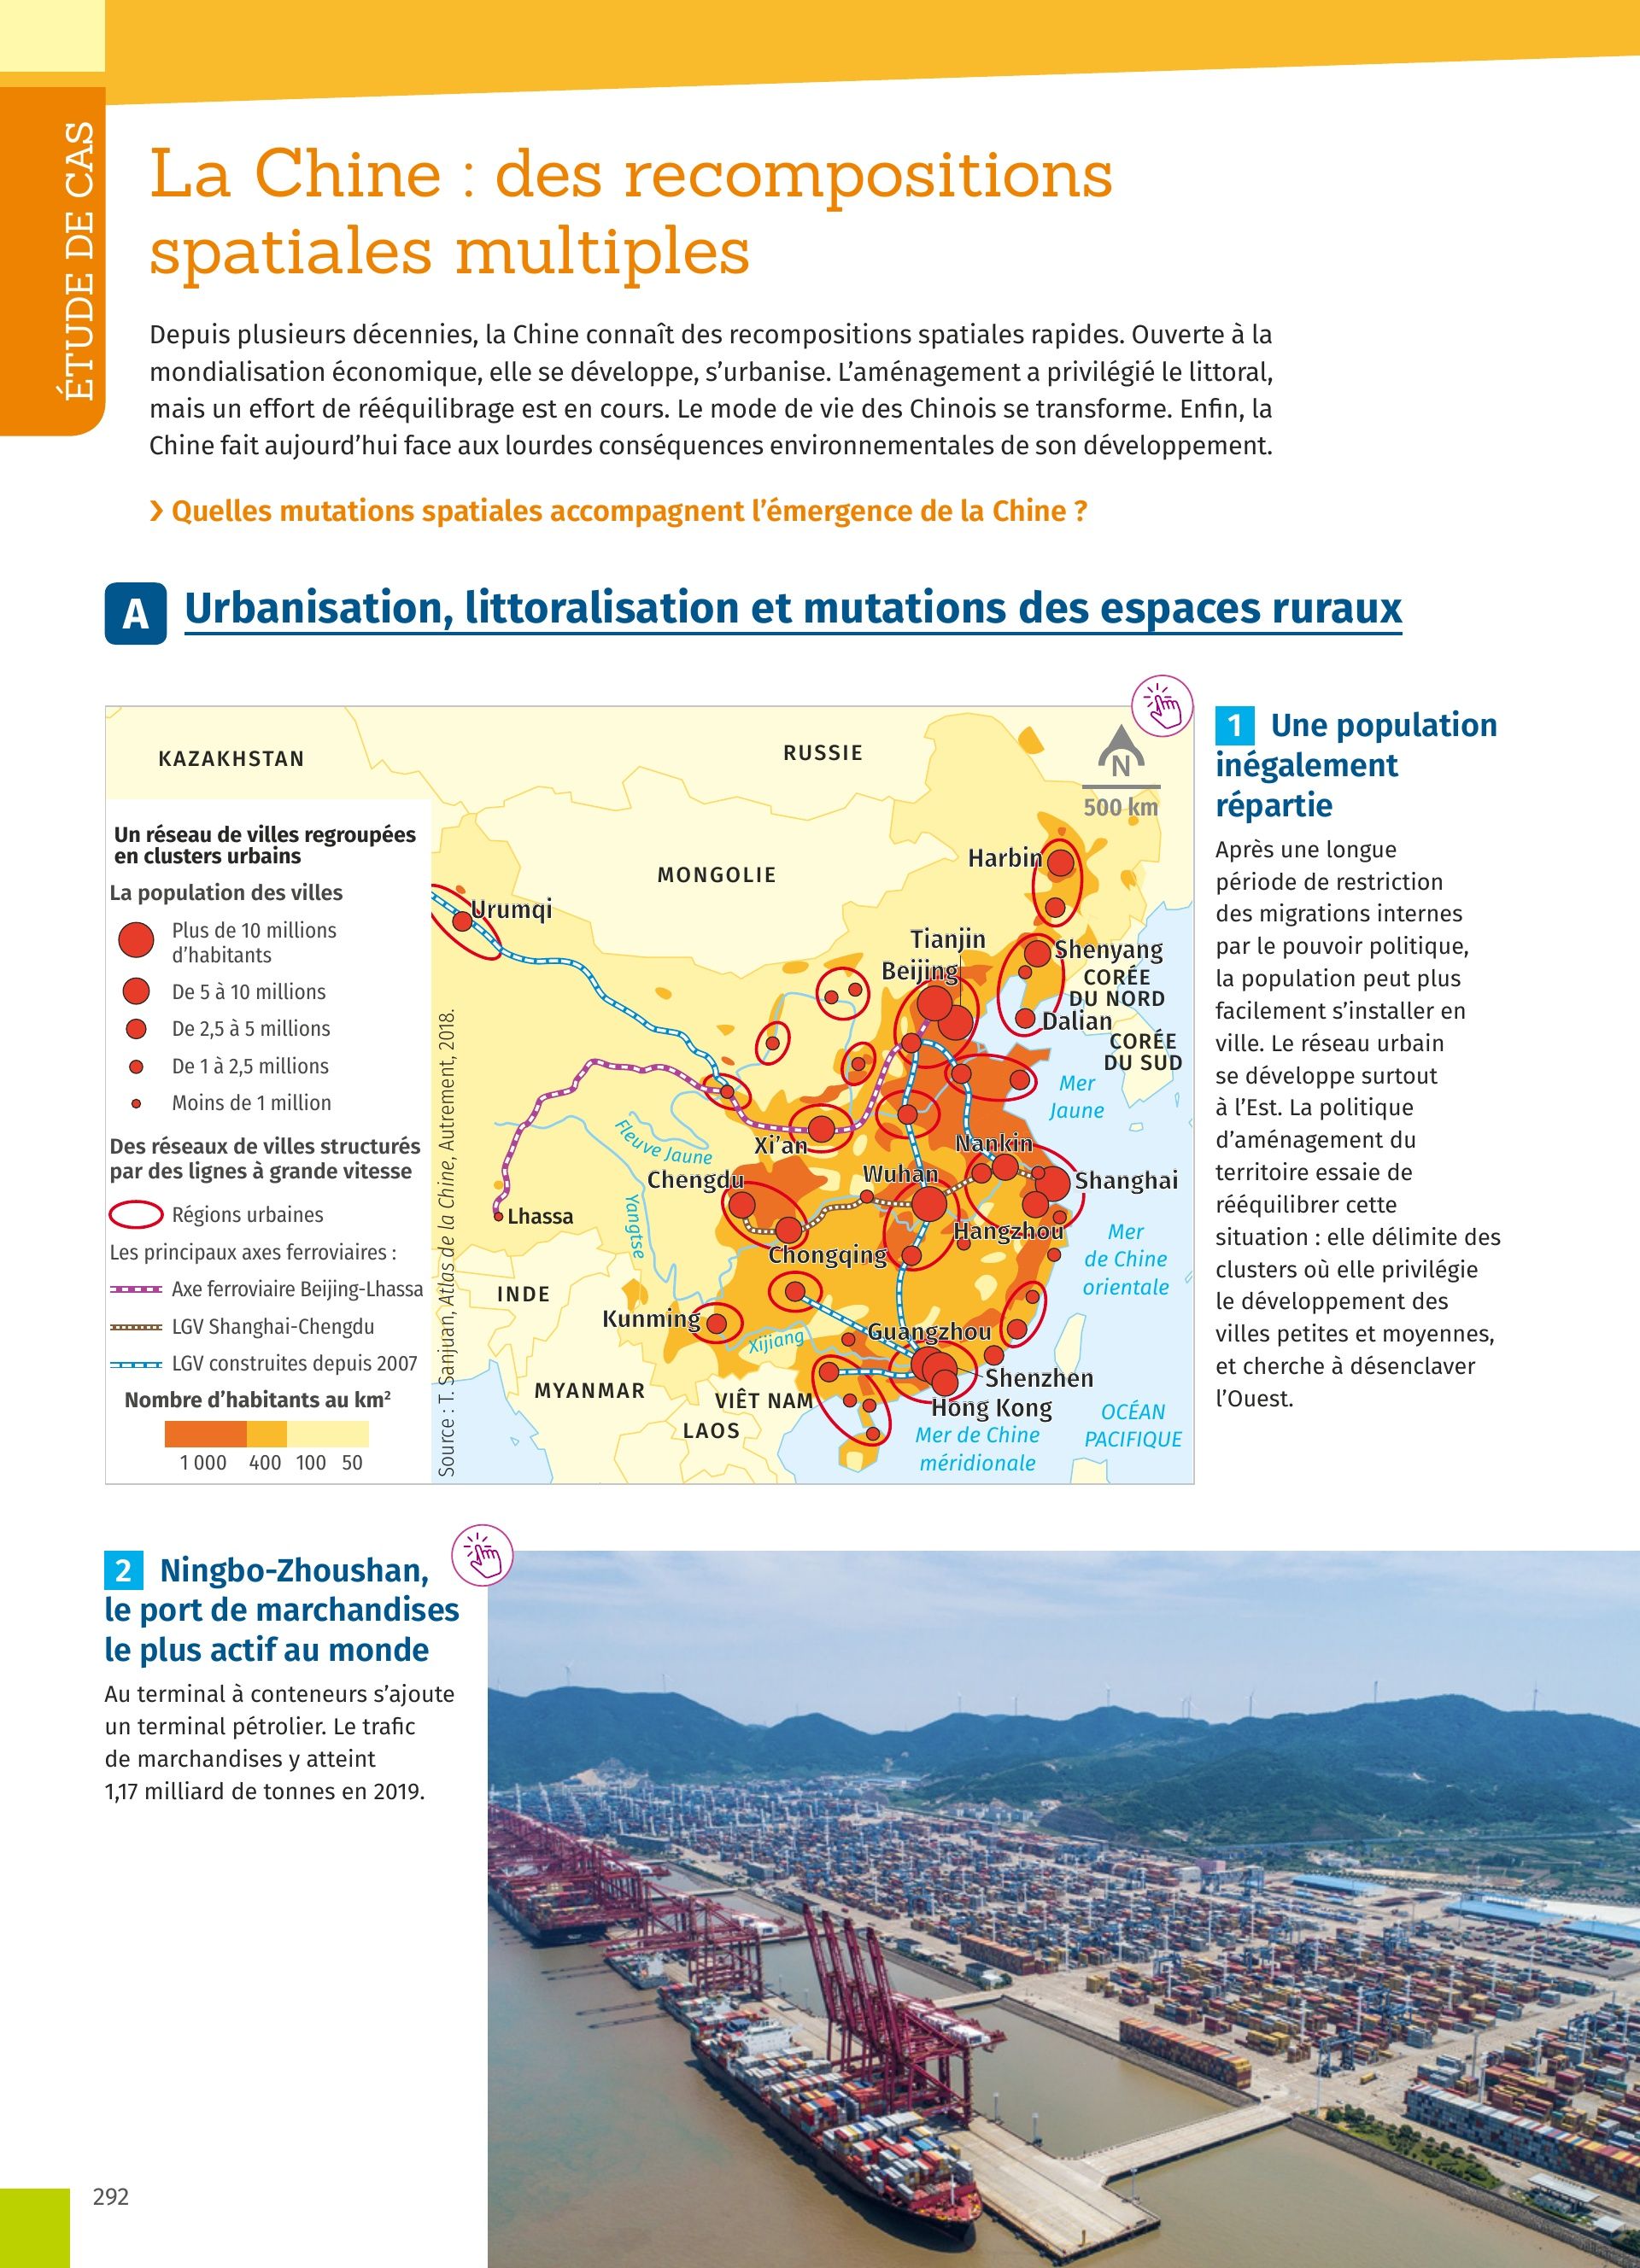 ÉTUDE DE CAS
La Chine : des recompositions
spatiales multiples
Depuis plusieurs décennies, la Chine connaît des recompositions spatiales rapides. Ouverte à la
mondialisation économique, elle se développe, s’urbanise. L’aménagement a privilégié le littoral,
mais un effort de rééquilibrage est en cours. Le mode de vie des Chinois se transforme. Enfin, la
Chine fait aujourd’hui face aux lourdes conséquences environnementales de son développement.
› Quelles mutations spatiales accompagnent l’émergence de la Chine ?
A Urbanisation, littoralisation et mutations des espaces ruraux
KAZAKHSTAN
RUSSIE
N
500 km
MONGOLIE
Harbin
Urumqi
Tianjin
Beijing
Shenyang
CORÉE
DU NORD
Dalian
CORÉE
DU SUD
Mer
Jaune
Fleuve Jaune
Xi’an
Nankin
Chengdu
Wuhan
Shanghai
Lhassa
Yangtse
Hangzhou
Chongqing
Mer
de Chine
orientale
INDE
Kunming
Xijiang
Guangzhou
Shenzhen
MYANMAR
VIÊT NAM
Hong Kong
LAOS
Mer de Chine
méridionale
OCÉAN
PACIFIQUE
Un réseau de villes regroupées
en clusters urbains
La population des villes
Plus de 10 millions
d’habitants
De 5 à 10 millions
De 2,5 à 5 millions
De 1 à 2,5 millions
Moins de 1 million
Des réseaux de villes structurés
par des lignes à grande vitesse
Régions urbaines
Les principaux axes ferroviaires :
Axe ferroviaire Beijing-Lhassa
LGV Shanghai-Chengdu
LGV construites depuis 2007
Nombre d’habitants au km²
1 000 400 100 50
Source : T. Sanjuan, Atlas de la Chine, Autrement, 2018.
1 Une population
inégalement
répartie
Après une longue
période de restriction
des migrations internes
par le pouvoir politique,
la population peut plus
facilement s’installer en
ville. Le réseau urbain
se développe surtout
à l’Est. La politique
d’aménagement du
territoire essaie de
rééquilibrer cette
situation : elle délimite des
clusters où elle privilégie
le développement des
villes petites et moyennes,
et cherche à désenclaver
l’Ouest.
2 Ningbo-Zhoushan,
le port de marchandises
le plus actif au monde
Au terminal à conteneurs s’ajoute
un terminal pétrolier. Le trafic
de marchandises y atteint
1,17 milliard de tonnes en 2019.
292